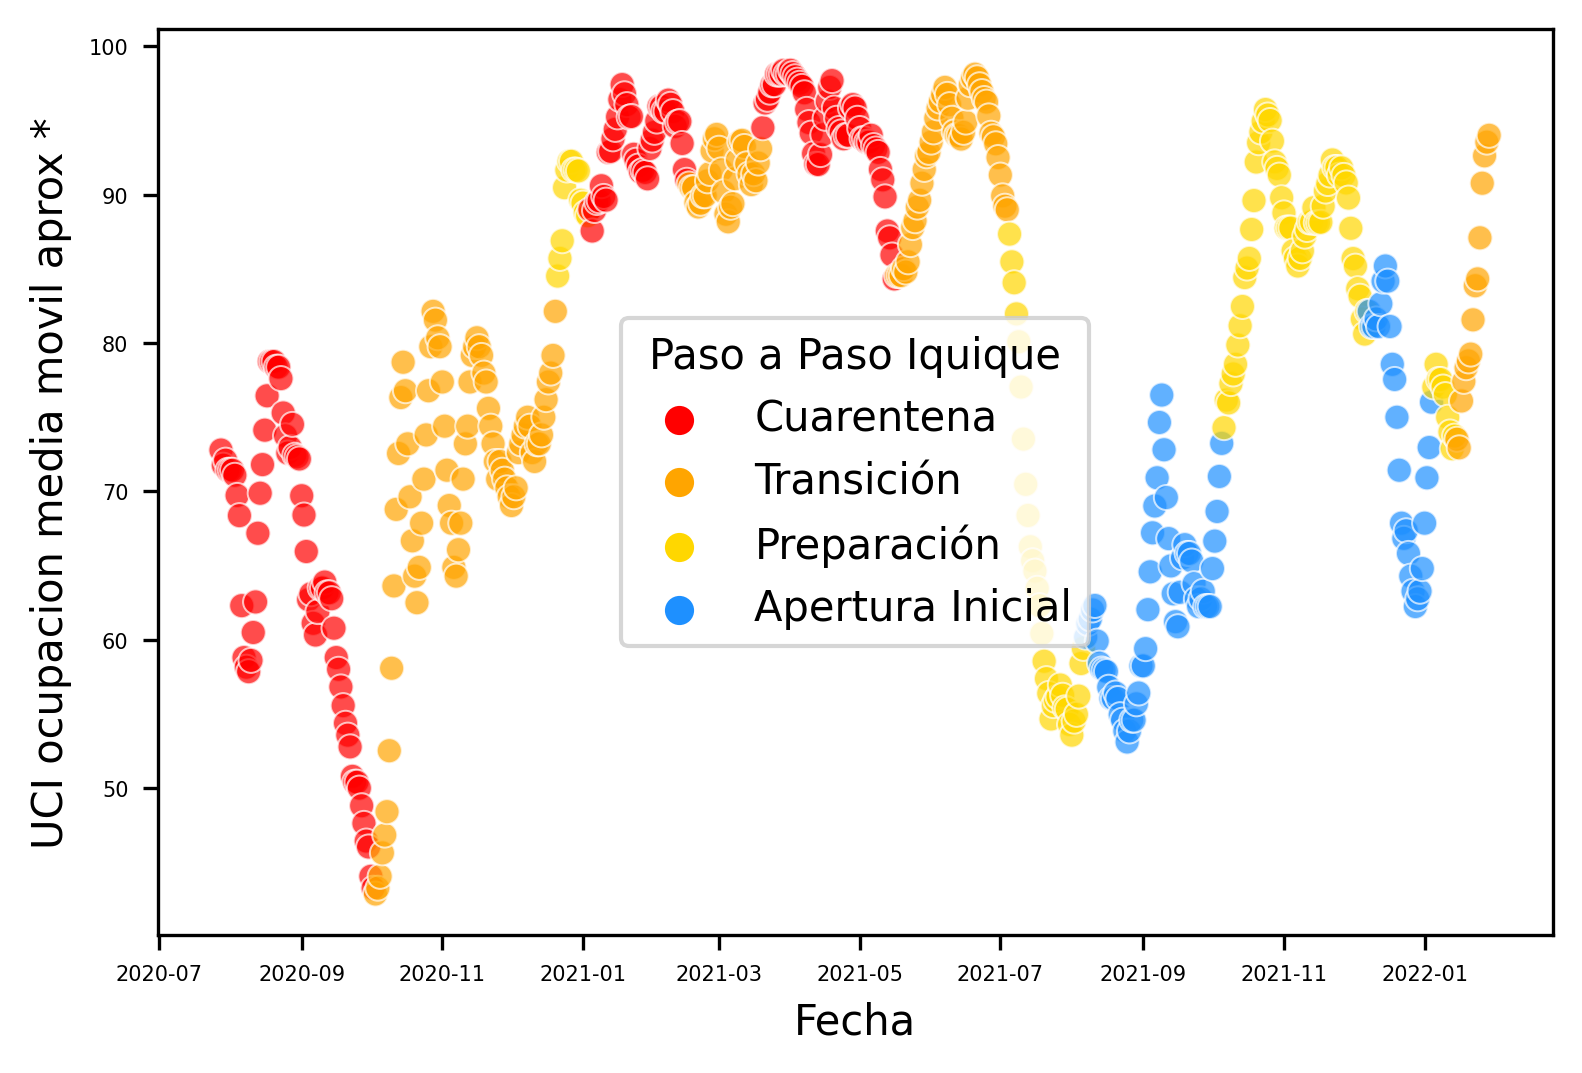 100
90
80
70
60
50
UCI ocupacion media movil aprox *
Paso a Paso Iquique
Cuarentena
Transición
Preparación
Apertura Inicial
2020-07 2020-09 2020-11 2021-01 2021-03 2021-05 2021-07 2021-09 2021-11 2022-01
Fecha